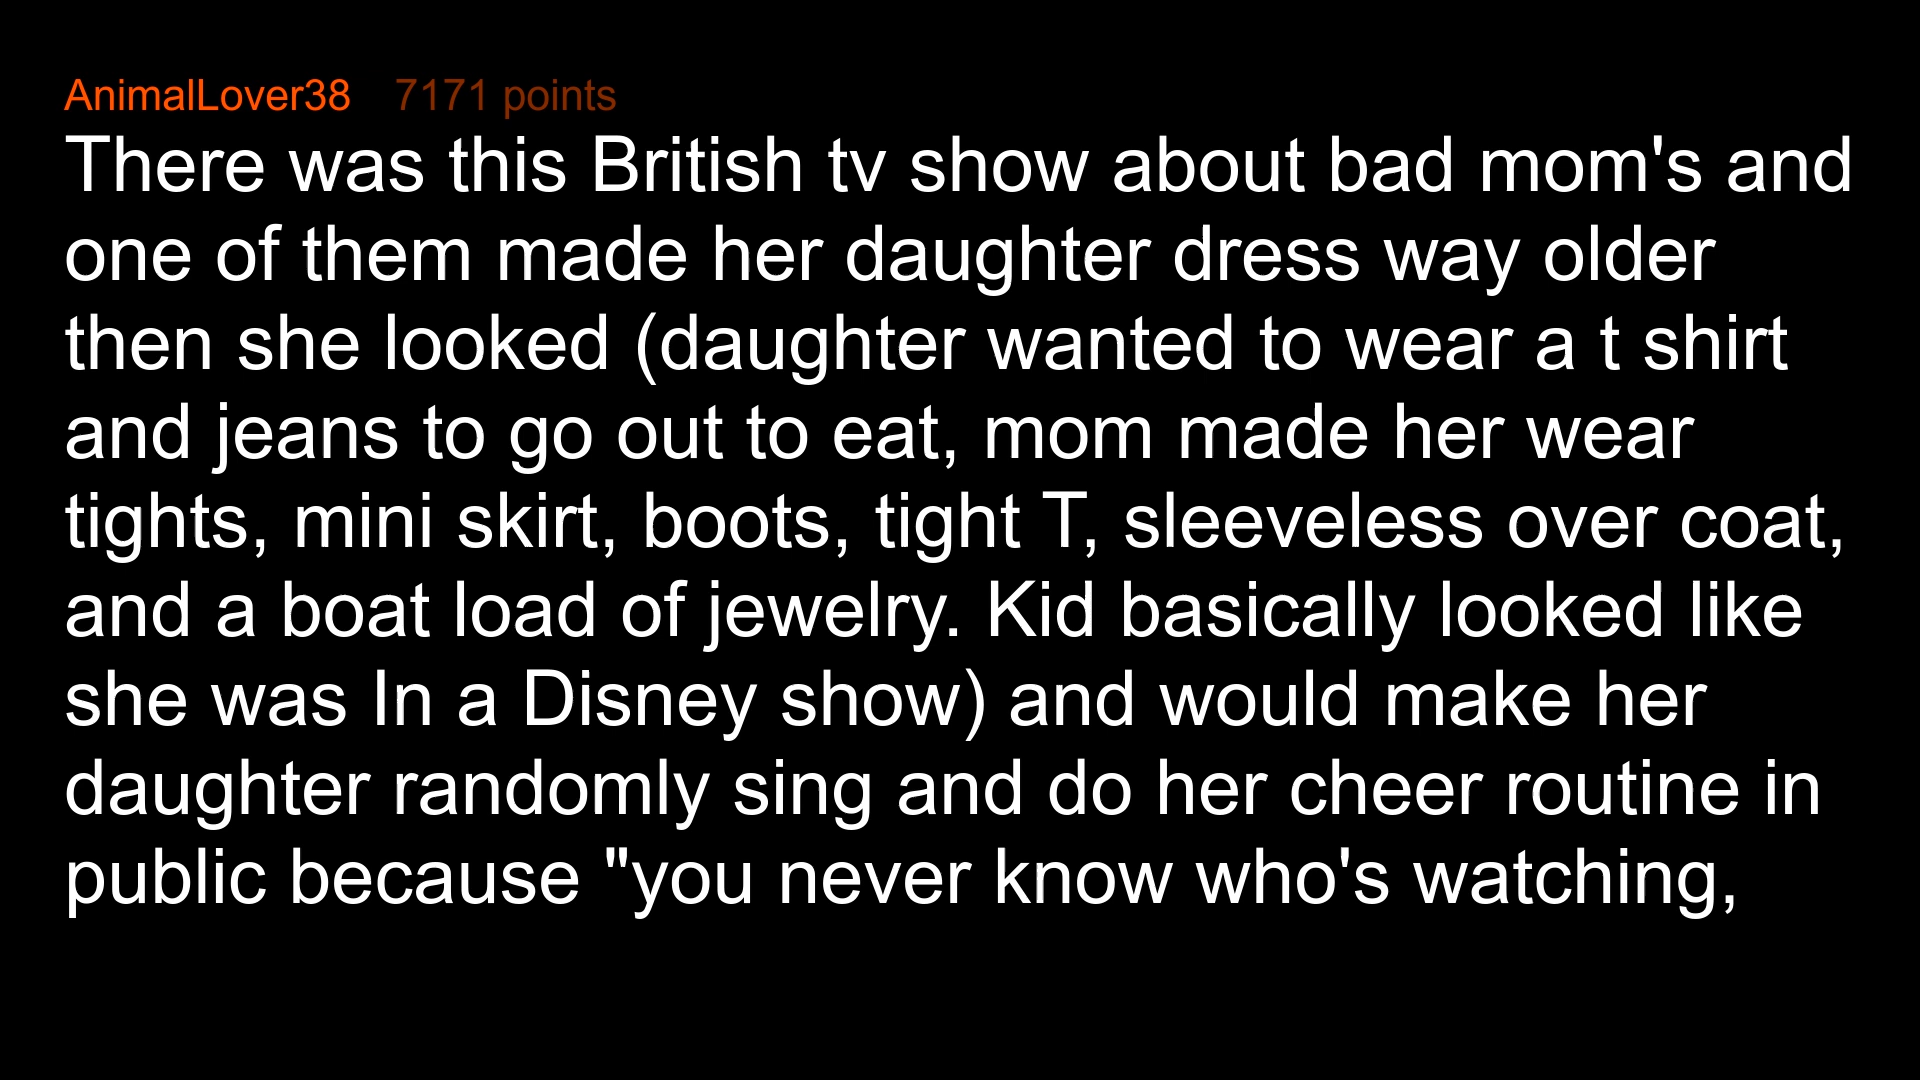 AnimalLover38 7171 points
There was this British tv show about bad mom's and
one of them made her daughter dress way older
then she looked (daughter wanted to wear a t shirt
and jeans to go out to eat, mom made her wear
tights, mini skirt, boots, tight T, sleeveless over coat,
and a boat load of jewelry. Kid basically looked like
she was In a Disney show) and would make her
daughter randomly sing and do her cheer routine in
public because "you never know who's watching,